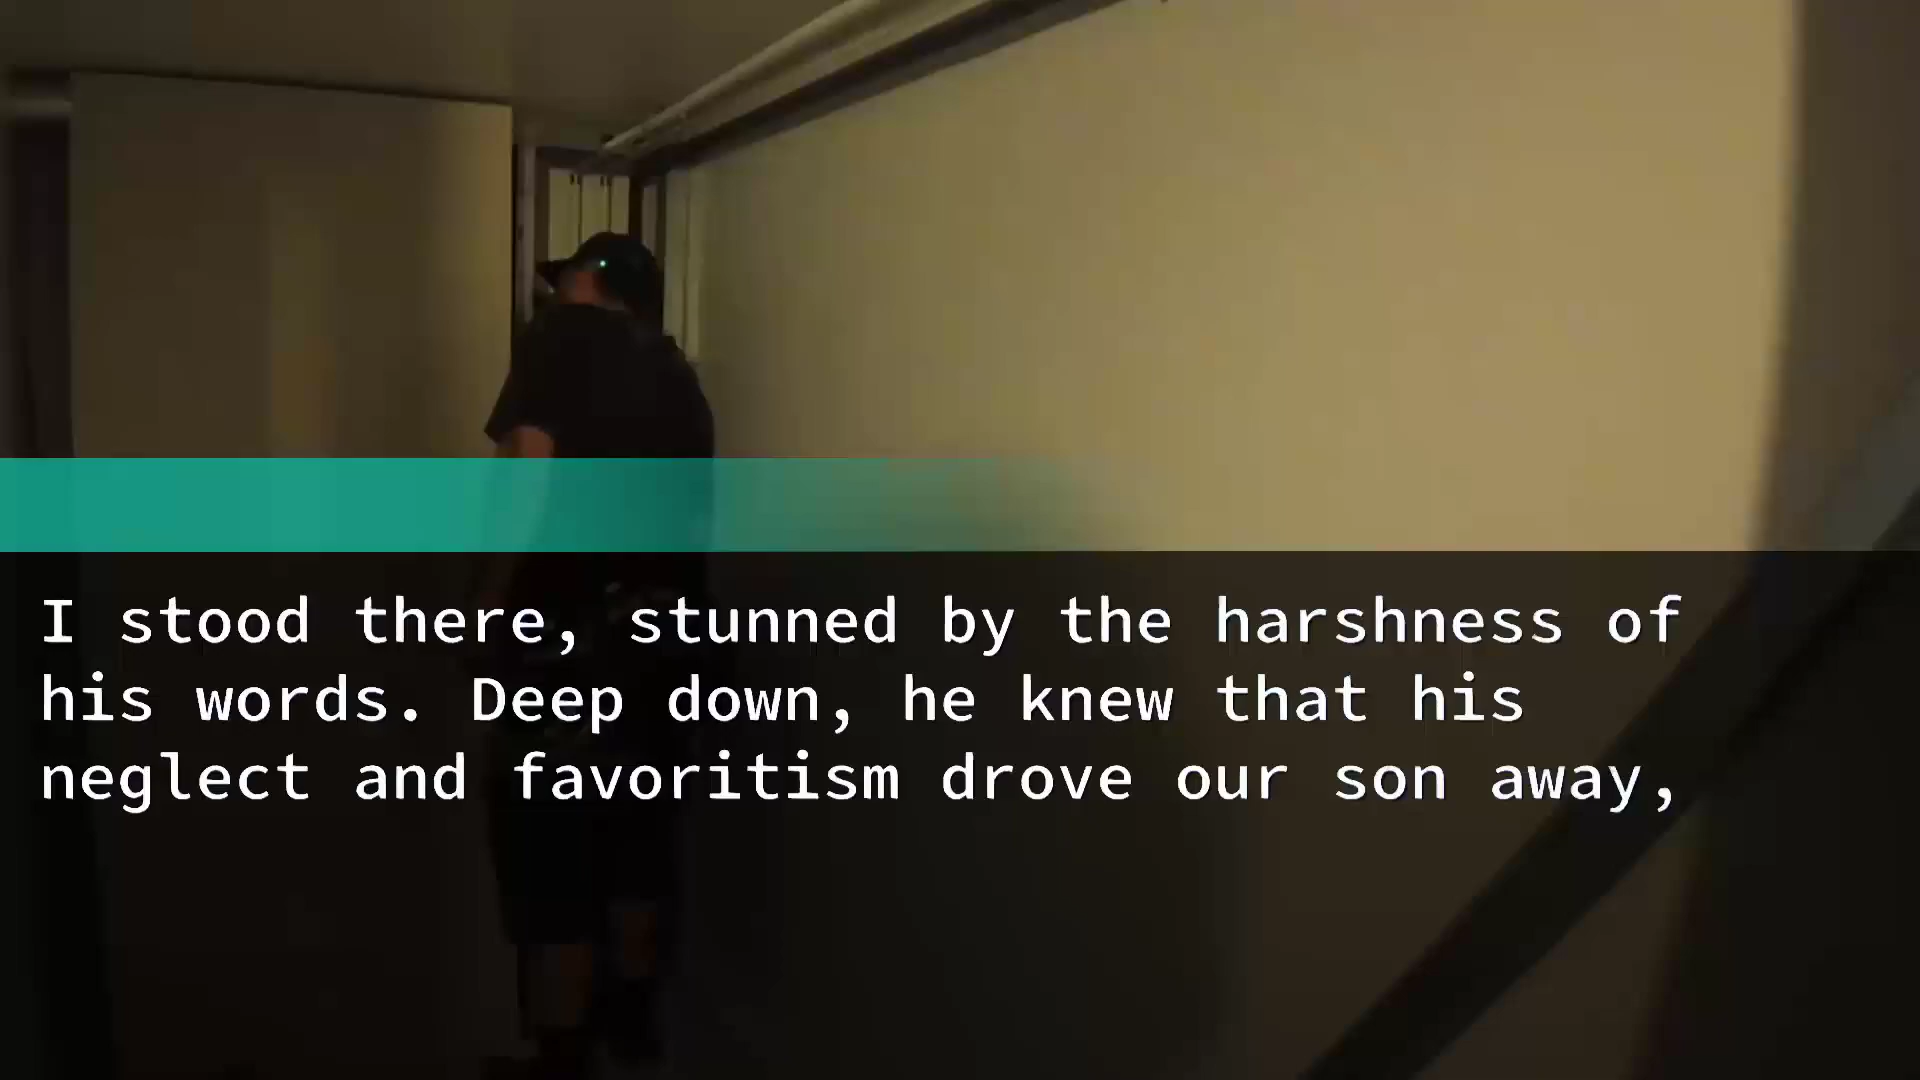 I stood there, stunned by the harshness of
his words. Deep down, he knew that his
neglect and favoritism drove our son away,